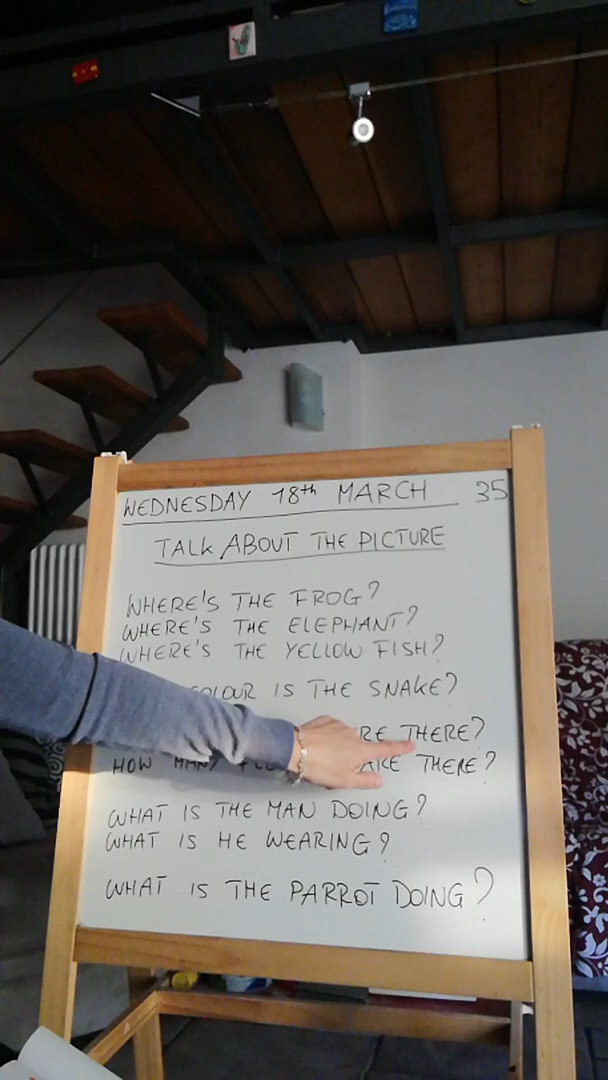 WEDNESDAY 18th MARCH 35
TALK ABOUT THE PICTURE
WHERE'S THE FROG?
WHERE'S THE ELEPHANT?
WHERE'S THE YELLOW FISH?
COLOUR IS THE SNAKE?
THERE?
HOW MANY ARE THERE?
WHAT IS THE MAN DOING?
WHAT IS HE WEARING?
WHAT IS THE PARROT DOING?